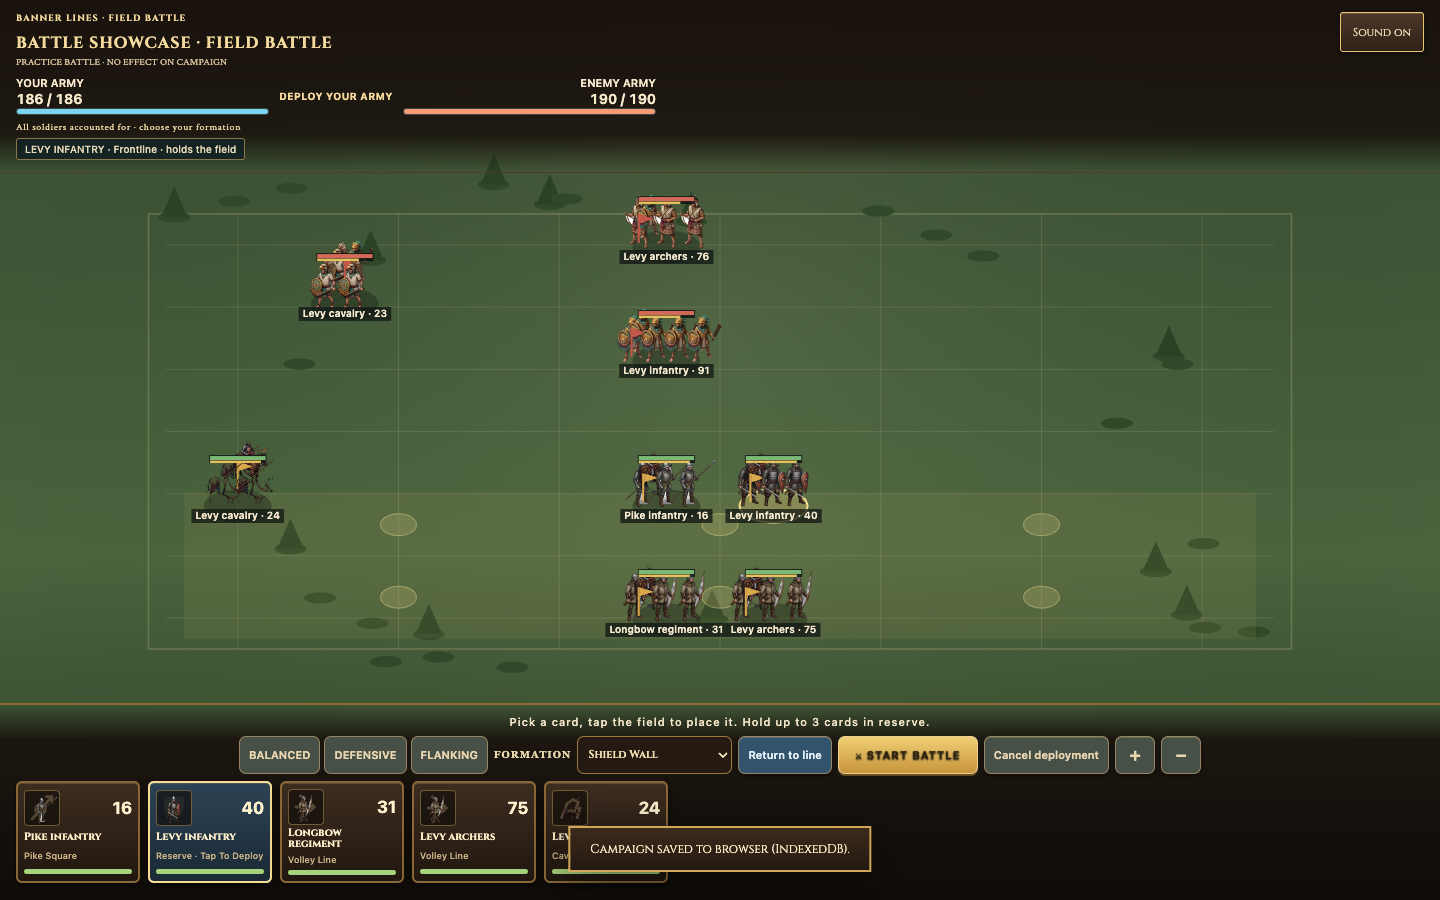 BANNER LINES · FIELD BATTLE
BATTLE SHOWCASE · FIELD BATTLE
PRACTICE BATTLE · NO EFFECT ON CAMPAIGN
Sound on
YOUR ARMY
186 / 186
DEPLOY YOUR ARMY
ENEMY ARMY
190 / 190
All soldiers accounted for · choose your formation
LEVY INFANTRY · Frontline · holds the field
Levy archers · 76
Levy cavalry · 23
Levy infantry · 91
Levy cavalry · 24
Pike infantry · 16
Levy infantry · 40
Longbow regiment · 31
Levy archers · 75
Pick a card, tap the field to place it. Hold up to 3 cards in reserve.
BALANCED
DEFENSIVE
FLANKING
FORMATION
Shield Wall
Return to line
× START BATTLE
Cancel deployment
+
−
16
Pike infantry
Pike Square
40
Levy infantry
Reserve · Tap To Deploy
31
Longbow
regiment
Volley Line
75
Levy archers
Volley Line
24
Campaign saved to browser (IndexedDB).